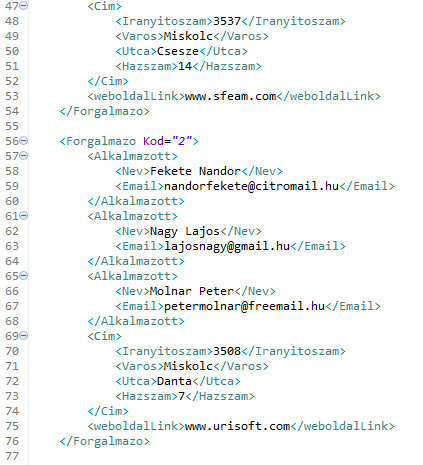 47 <Cim>
48 <Iranyitoszam>3537</Iranyitoszam>
49 <Varos>Miskolc</Varos>
50 <Utca>Csesze</Utca>
51 <Hazszam>14</Hazszam>
52 </Cim>
53 <weboldalLink>www.sfeam.com</weboldalLink>
54 </Forgalmazo>
55
56 <Forgalmazo Kod="2">
57 <Alkalmazott>
58 <Nev>Fekete Nandor</Nev>
59 <Email>nandorfekete@citromail.hu</Email>
60 </Alkalmazott>
61 <Alkalmazott>
62 <Nev>Nagy Lajos</Nev>
63 <Email>lajosnagy@gmail.hu</Email>
64 </Alkalmazott>
65 <Alkalmazott>
66 <Nev>Molnar Peter</Nev>
67 <Email>petermolnar@freemail.hu</Email>
68 </Alkalmazott>
69 <Cim>
70 <Iranyitoszam>3508</Iranyitoszam>
71 <Varos>Miskolc</Varos>
72 <Utca>Danta</Utca>
73 <Hazszam>7</Hazszam>
74 </Cim>
75 <weboldalLink>www.urisoft.com</weboldalLink>
76 </Forgalmazo>
77